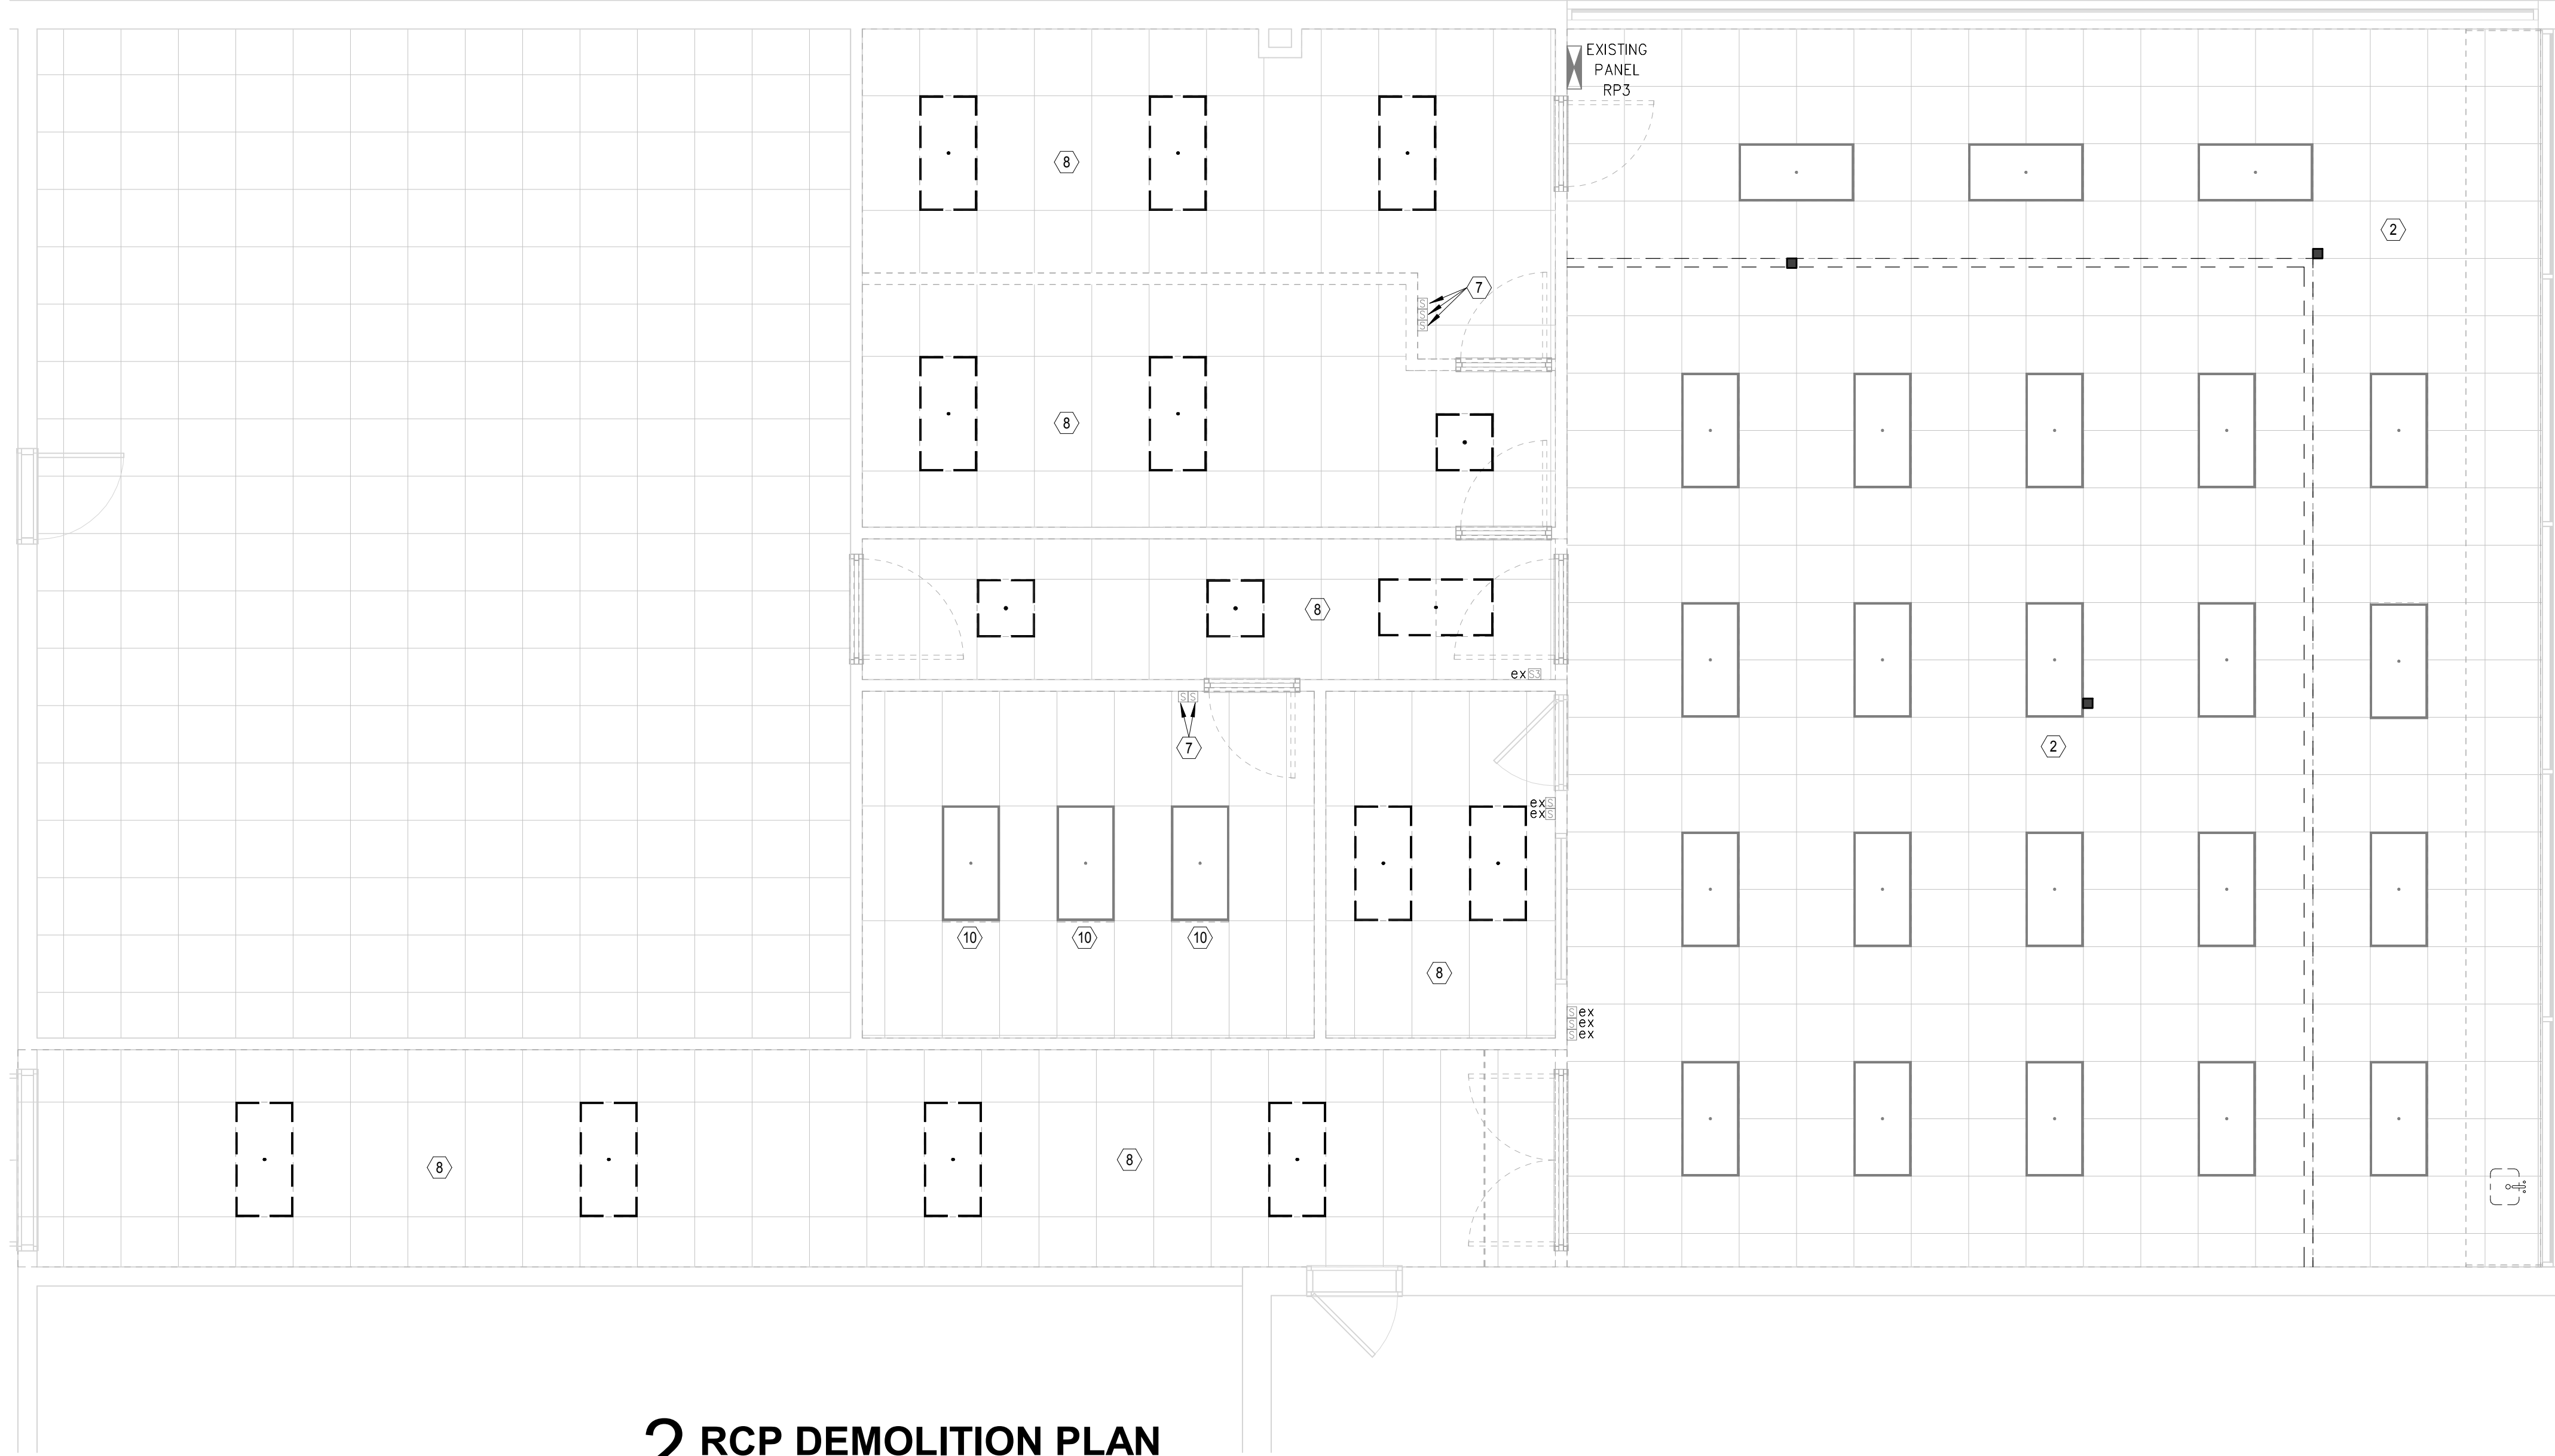 EXISTING
PANEL
RP3
8
2
7
S
S
S
8
8
ex S3
S S
7
2
ex S
ex S
10
10
10
8
S ex
S ex
S ex
8
8
2 RCP DEMOLITION PLAN